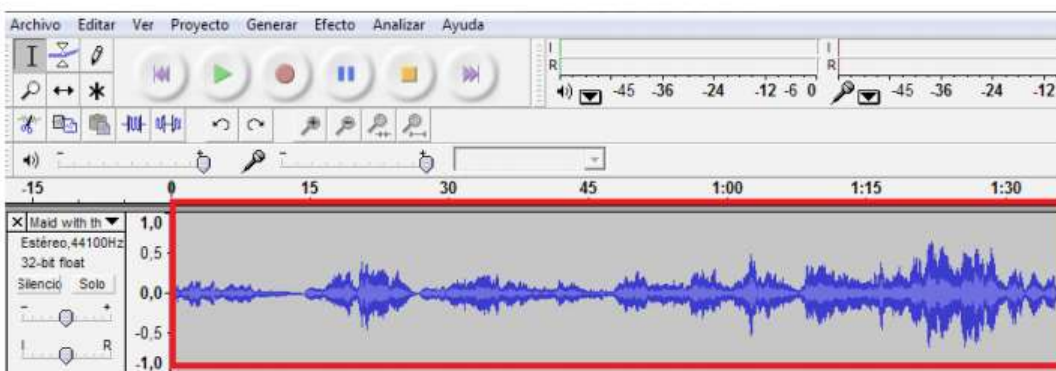 Archivo Editar Ver Proyecto Generar Efecto Analizar Ayuda
I
R
-45 -36 -24 -12 -6 0
I
R
-45 -36 -24 -12
- +
- +
-15 0 15 30 45 1:00 1:15 1:30
X Maid with th
Estéreo,44100Hz
32-bit float
Silencio Solo
- +
I R
1,0
0,5
0,0
-0,5
-1,0